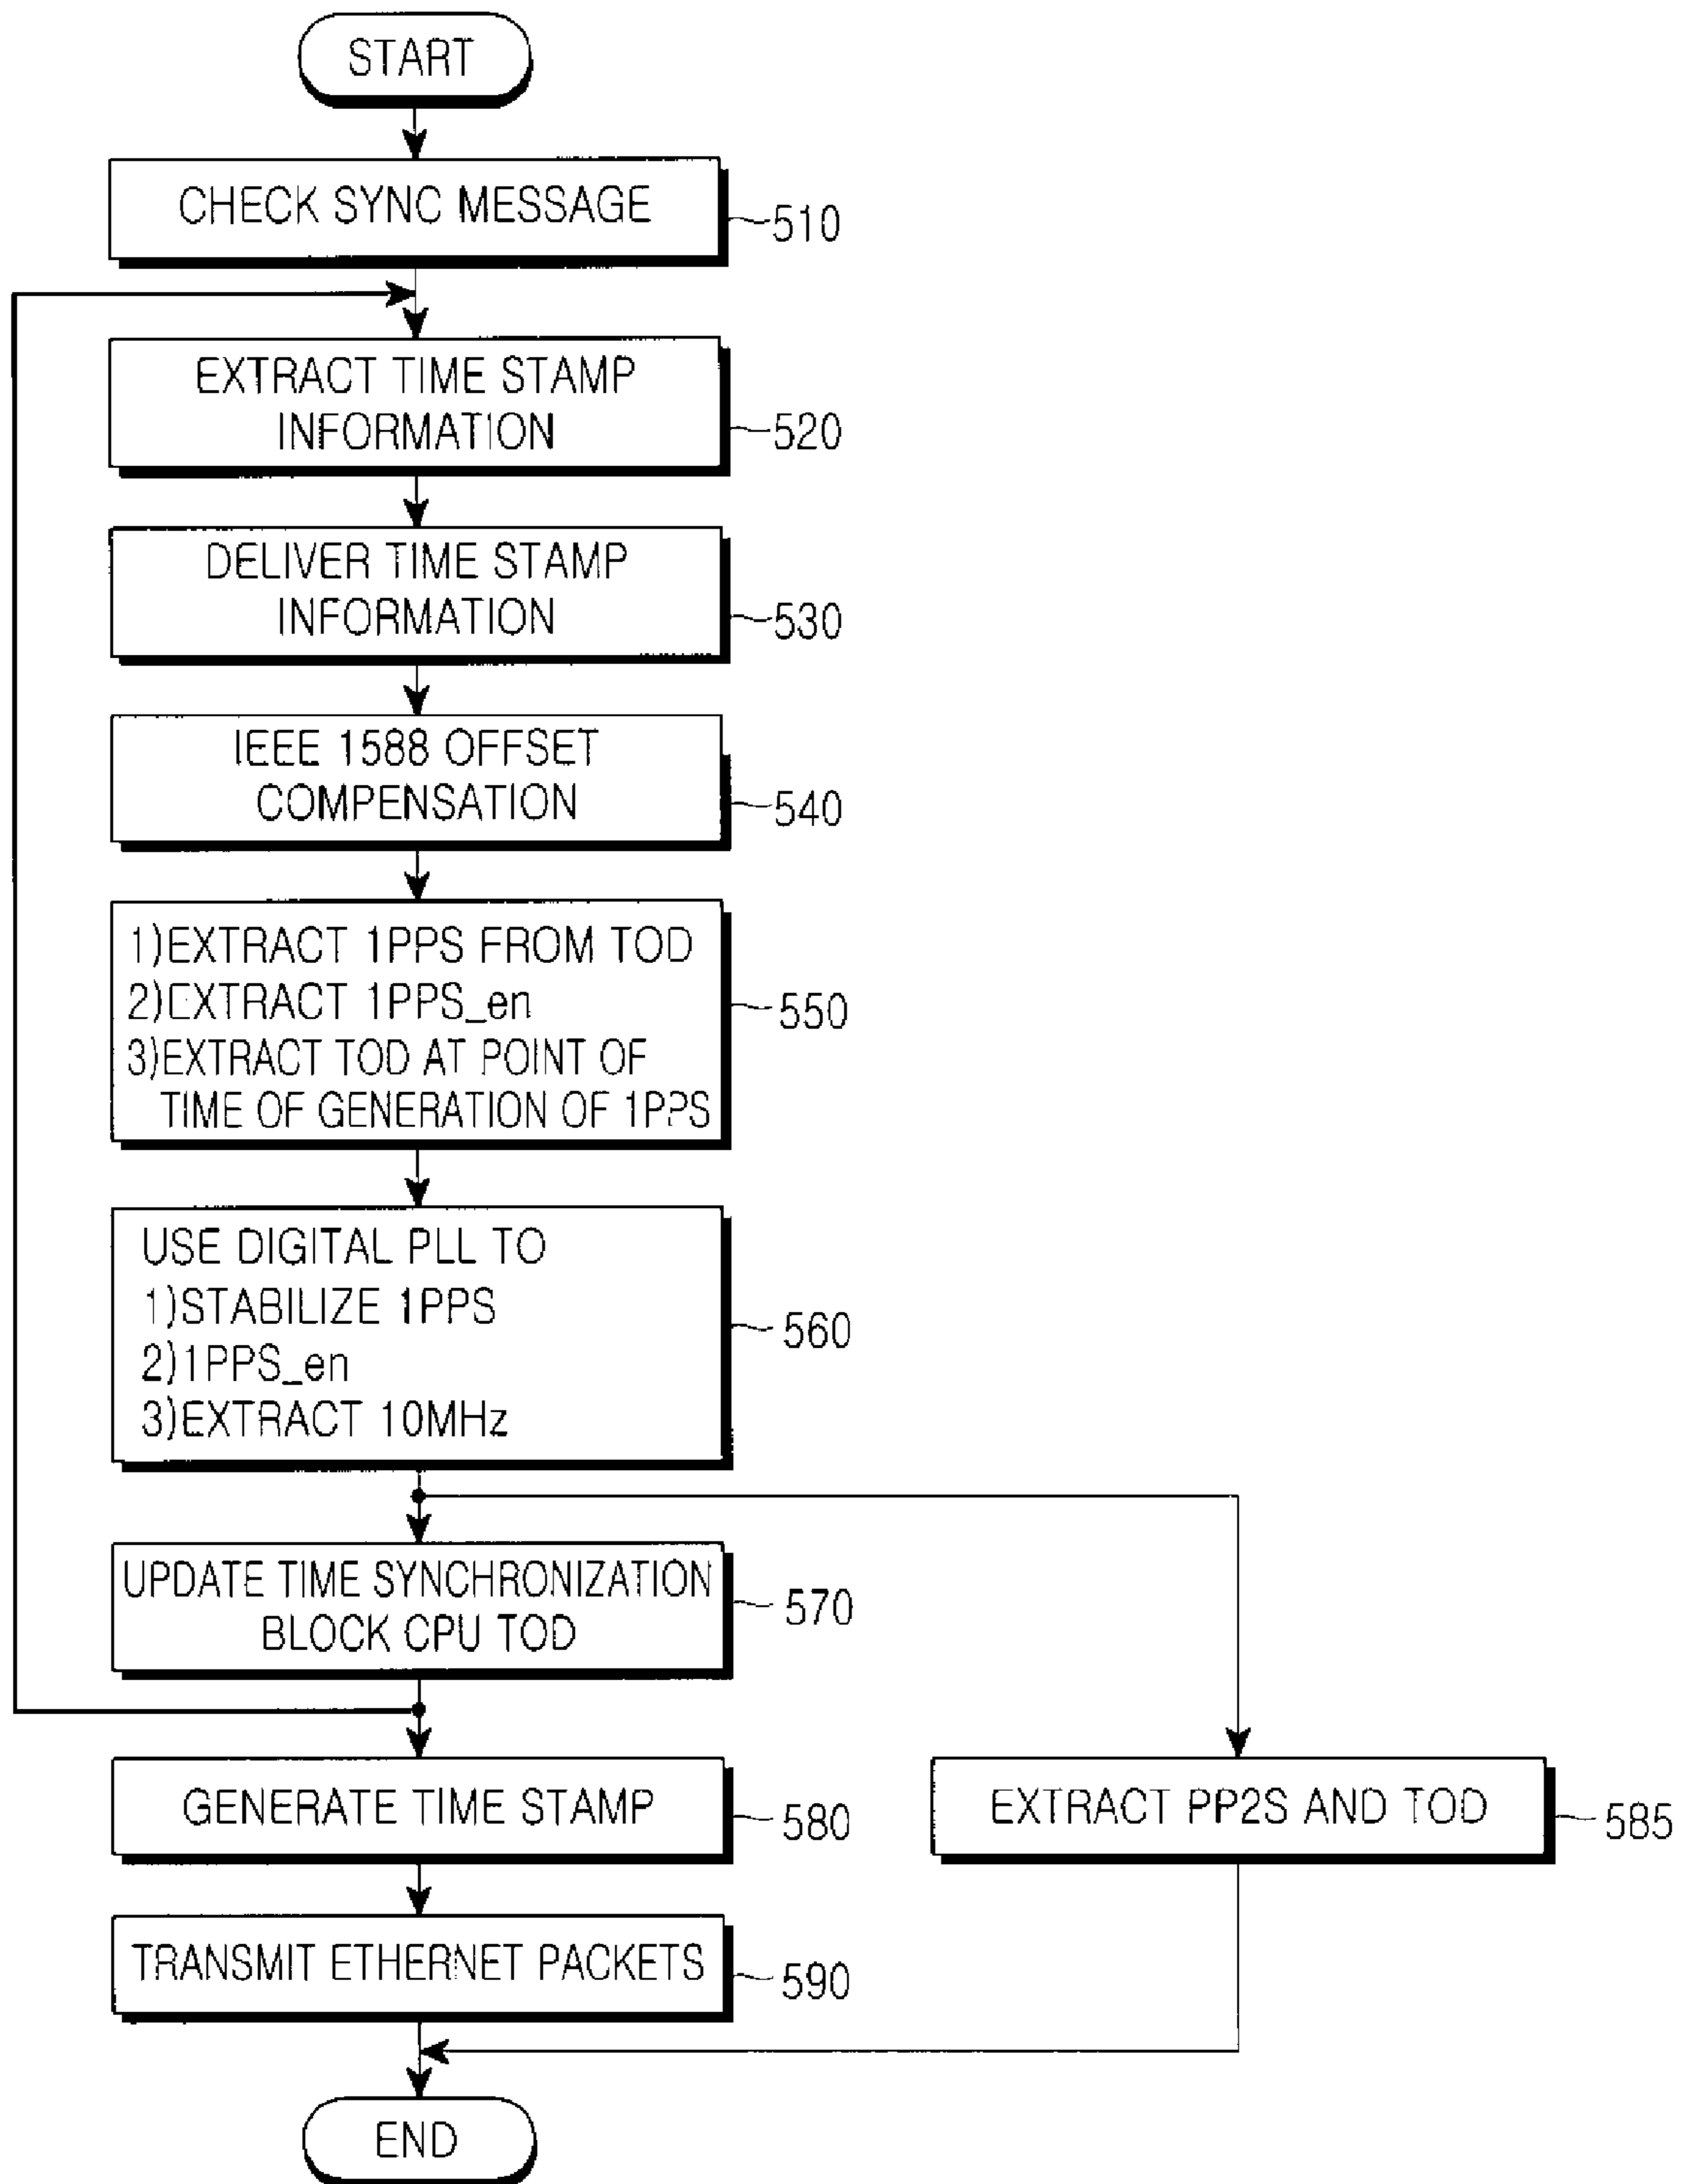 START
CHECK SYNC MESSAGE
510
EXTRACT TIME STAMP
INFORMATION
520
DELIVER TIME STAMP
INFORMATION
530
IEEE 1588 OFFSET
COMPENSATION
540
1)EXTRACT 1PPS FROM TOD
2)EXTRACT 1PPS_en
3)EXTRACT TOD AT POINT OF
TIME OF GENERATION OF 1PPS
550
USE DIGITAL PLL TO
1)STABILIZE 1PPS
2)1PPS_en
3)EXTRACT 10MHz
560
UPDATE TIME SYNCHRONIZATION
BLOCK CPU TOD
570
GENERATE TIME STAMP
580
EXTRACT PP2S AND TOD
585
TRANSMIT ETHERNET PACKETS
590
END